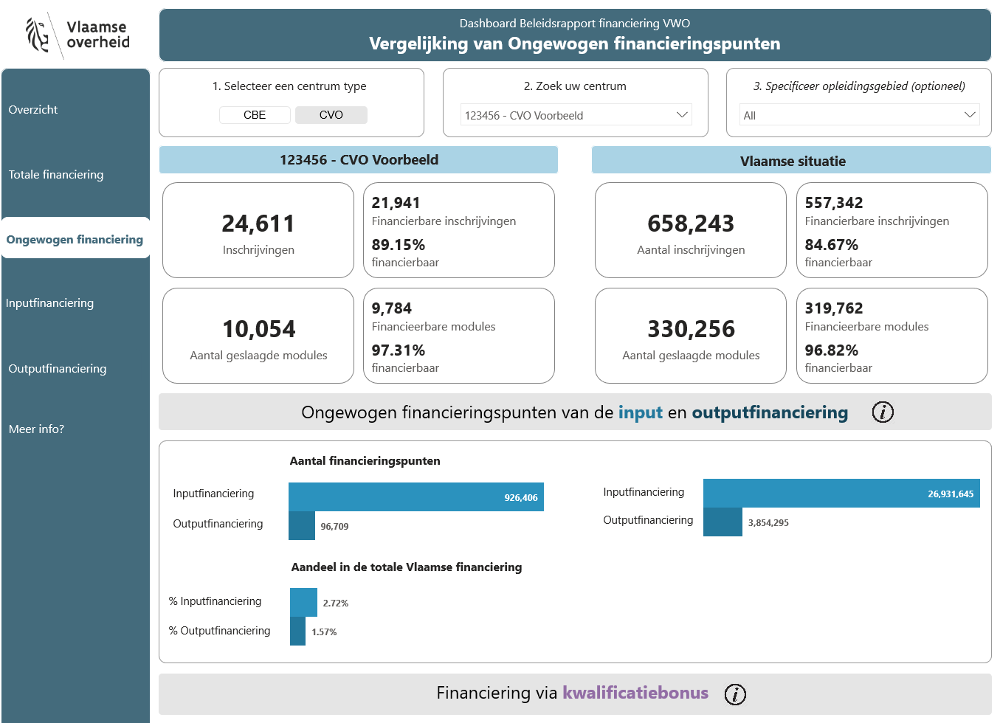 Vlaamse
overheid
Dashboard Beleidsrapport financiering VWO
Vergelijking van Ongewogen financieringspunten
Overzicht
Totale financiering
Ongewogen financiering
Inputfinanciering
Outputfinanciering
Meer info?
1. Selecteer een centrum type
CBE
CVO
2. Zoek uw centrum
123456 - CVO Voorbeeld
3. Specificeer opleidingsgebied (optioneel)
All
123456 - CVO Voorbeeld
24,611
Inschrijvingen
21,941
Financierbare inschrijvingen
89.15%
financierbaar
10,054
Aantal geslaagde modules
9,784
Financieerbare modules
97.31%
financierbaar
Vlaamse situatie
658,243
Aantal inschrijvingen
557,342
Financierbare inschrijvingen
84.67%
financierbaar
330,256
Aantal geslaagde modules
319,762
Financieerbare modules
96.82%
financierbaar
Ongewogen financieringspunten van de input en outputfinanciering i
Aantal financieringspunten
Inputfinanciering 926,406
Outputfinanciering 96,709
Inputfinanciering 26,931,645
Outputfinanciering 3,854,295
Aandeel in de totale Vlaamse financiering
% Inputfinanciering 2.72%
% Outputfinanciering 1.57%
Financiering via kwalificatiebonus i